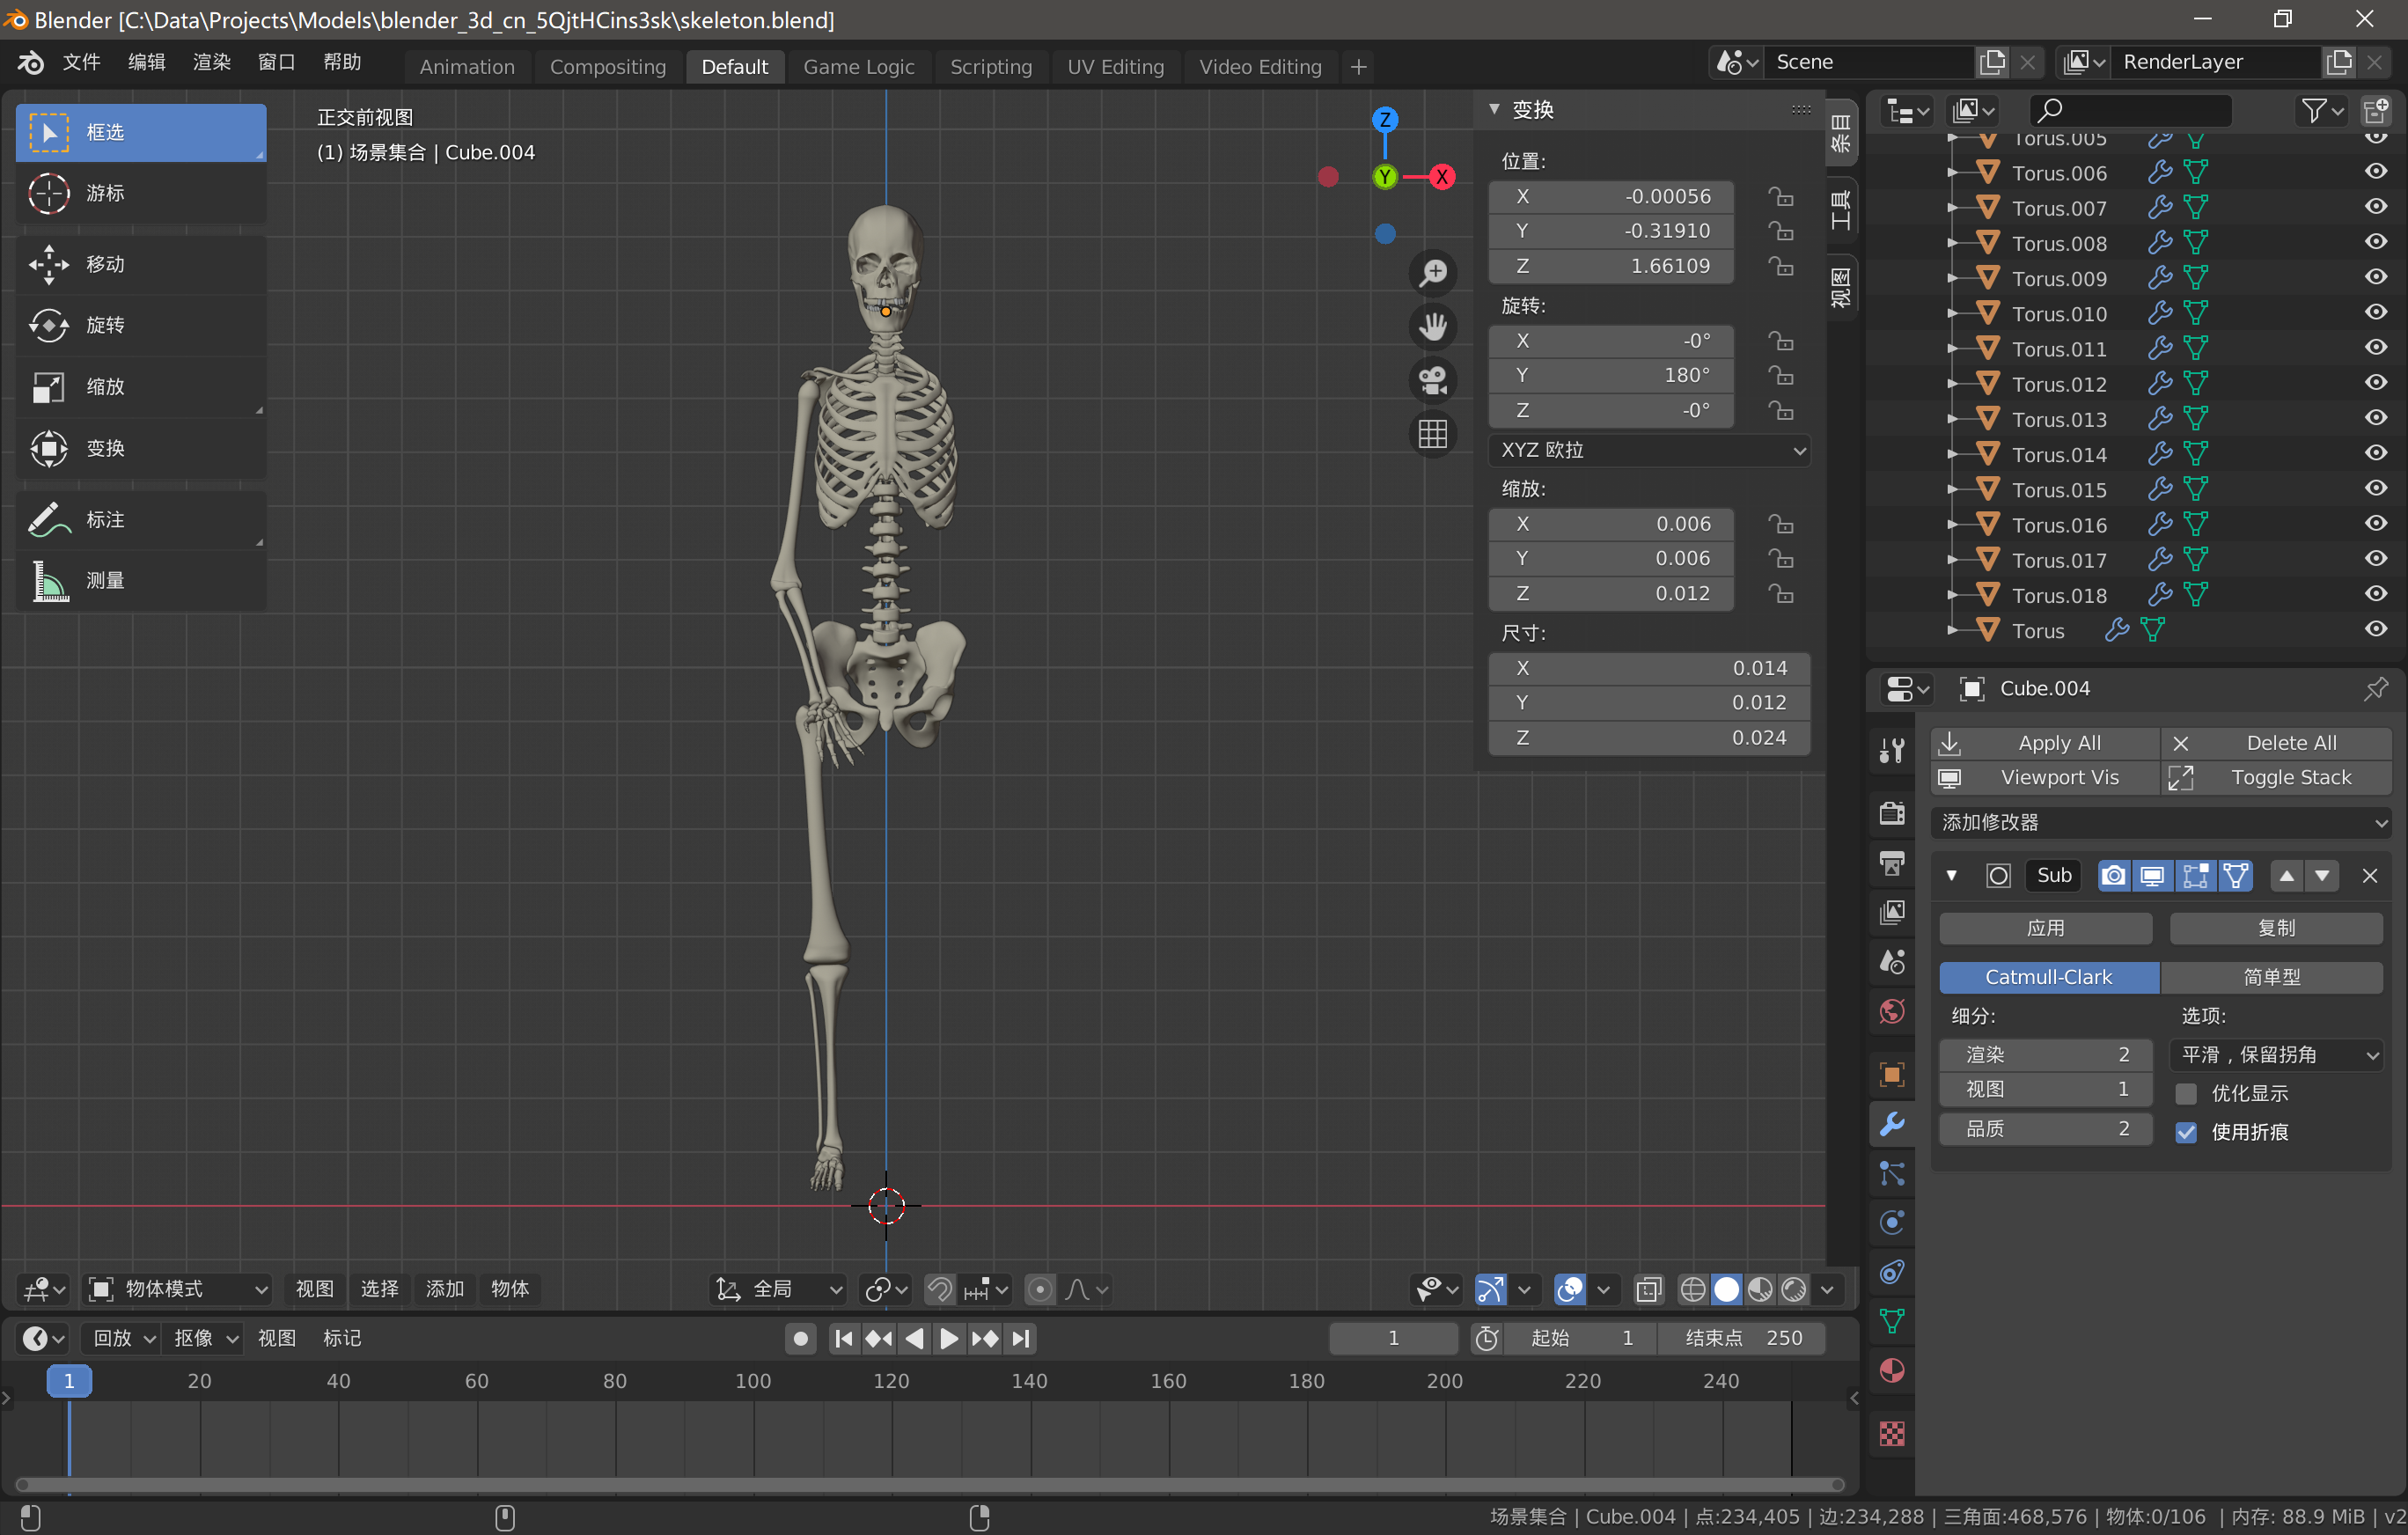 Blender [C:\Data\Projects\Models\blender_3d_cn_5QjtHCins3sk\skeleton.blend]
文件 编辑 渲染 窗口 帮助 Animation Compositing Default Game Logic Scripting UV Editing Video Editing Scene RenderLayer
框选
游标
移动
旋转
缩放
变换
标注
测量
正交前视图
(1) 场景集合 | Cube.004
Z
Y
X
变换
位置:
X -0.00056
Y -0.31910
Z 1.66109
旋转:
X -0°
Y 180°
Z -0°
XYZ 欧拉
缩放:
X 0.006
Y 0.006
Z 0.012
尺寸:
X 0.014
Y 0.012
Z 0.024
条目
工具
视图
Torus.005
Torus.006
Torus.007
Torus.008
Torus.009
Torus.010
Torus.011
Torus.012
Torus.013
Torus.014
Torus.015
Torus.016
Torus.017
Torus.018
Torus
Cube.004
Apply All Delete All
Viewport Vis Toggle Stack
添加修改器
Sub
应用 复制
Catmull-Clark 简单型
细分: 选项:
渲染 2 平滑，保留拐角
视图 1 优化显示
品质 2 使用折痕
物体模式 视图 选择 添加 物体 全局
回放 抠像 视图 标记 1 起始 1 结束点 250
1 20 40 60 80 100 120 140 160 180 200 220 240
场景集合 | Cube.004 | 点:234,405 | 边:234,288 | 三角面:468,576 | 物体:0/106 | 内存: 88.9 MiB | v2